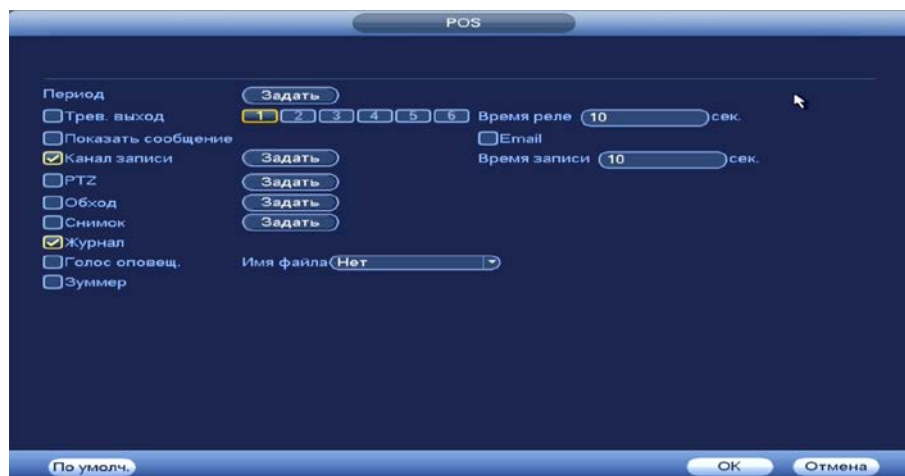 POS
Период Задать
Трев. выход 1 2 3 4 5 6 Время реле 10 сек.
Показать сообщение Email
Канал записи Задать Время записи 10 сек.
PTZ Задать
Обход Задать
Снимок Задать
Журнал
Голос оповещ. Имя файла Нет
Зуммер
По умолч. OK Отмена